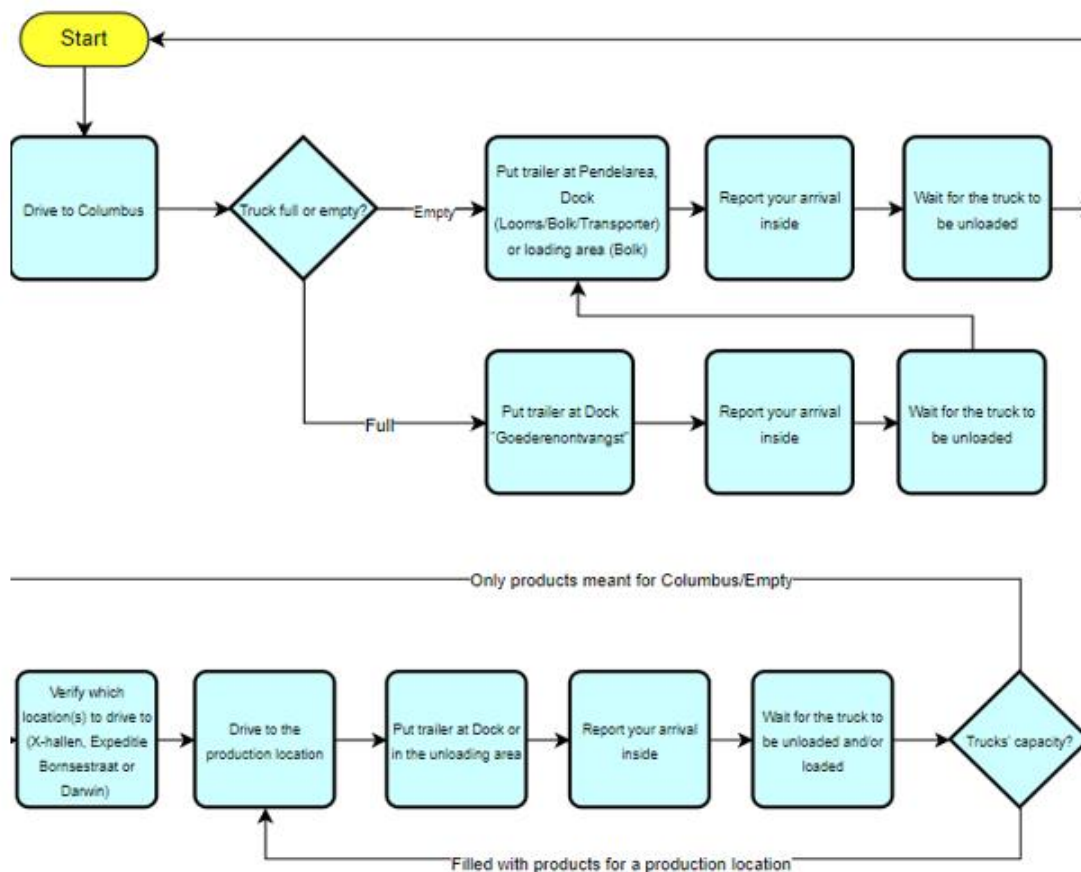 Start
Drive to Columbus
Truck full or empty?
Empty
Put trailer at Pendelarea,
Dock
(Looms/Bolk/Transporter)
or loading area (Bolk)
Report your arrival
inside
Wait for the truck to
be unloaded
Full
Put trailer at Dock
"Goederenontvangst"
Report your arrival
inside
Wait for the truck to
be unloaded
Only products meant for Columbus/Empty
Verify which
location(s) to drive to
(X-hallen, Expeditie
Bornsestraat or
Darwin)
Drive to the
production location
Put trailer at Dock or
in the unloading area
Report your arrival
inside
Wait for the truck to
be unloaded and/or
loaded
Trucks' capacity?
Filled with products for a production location